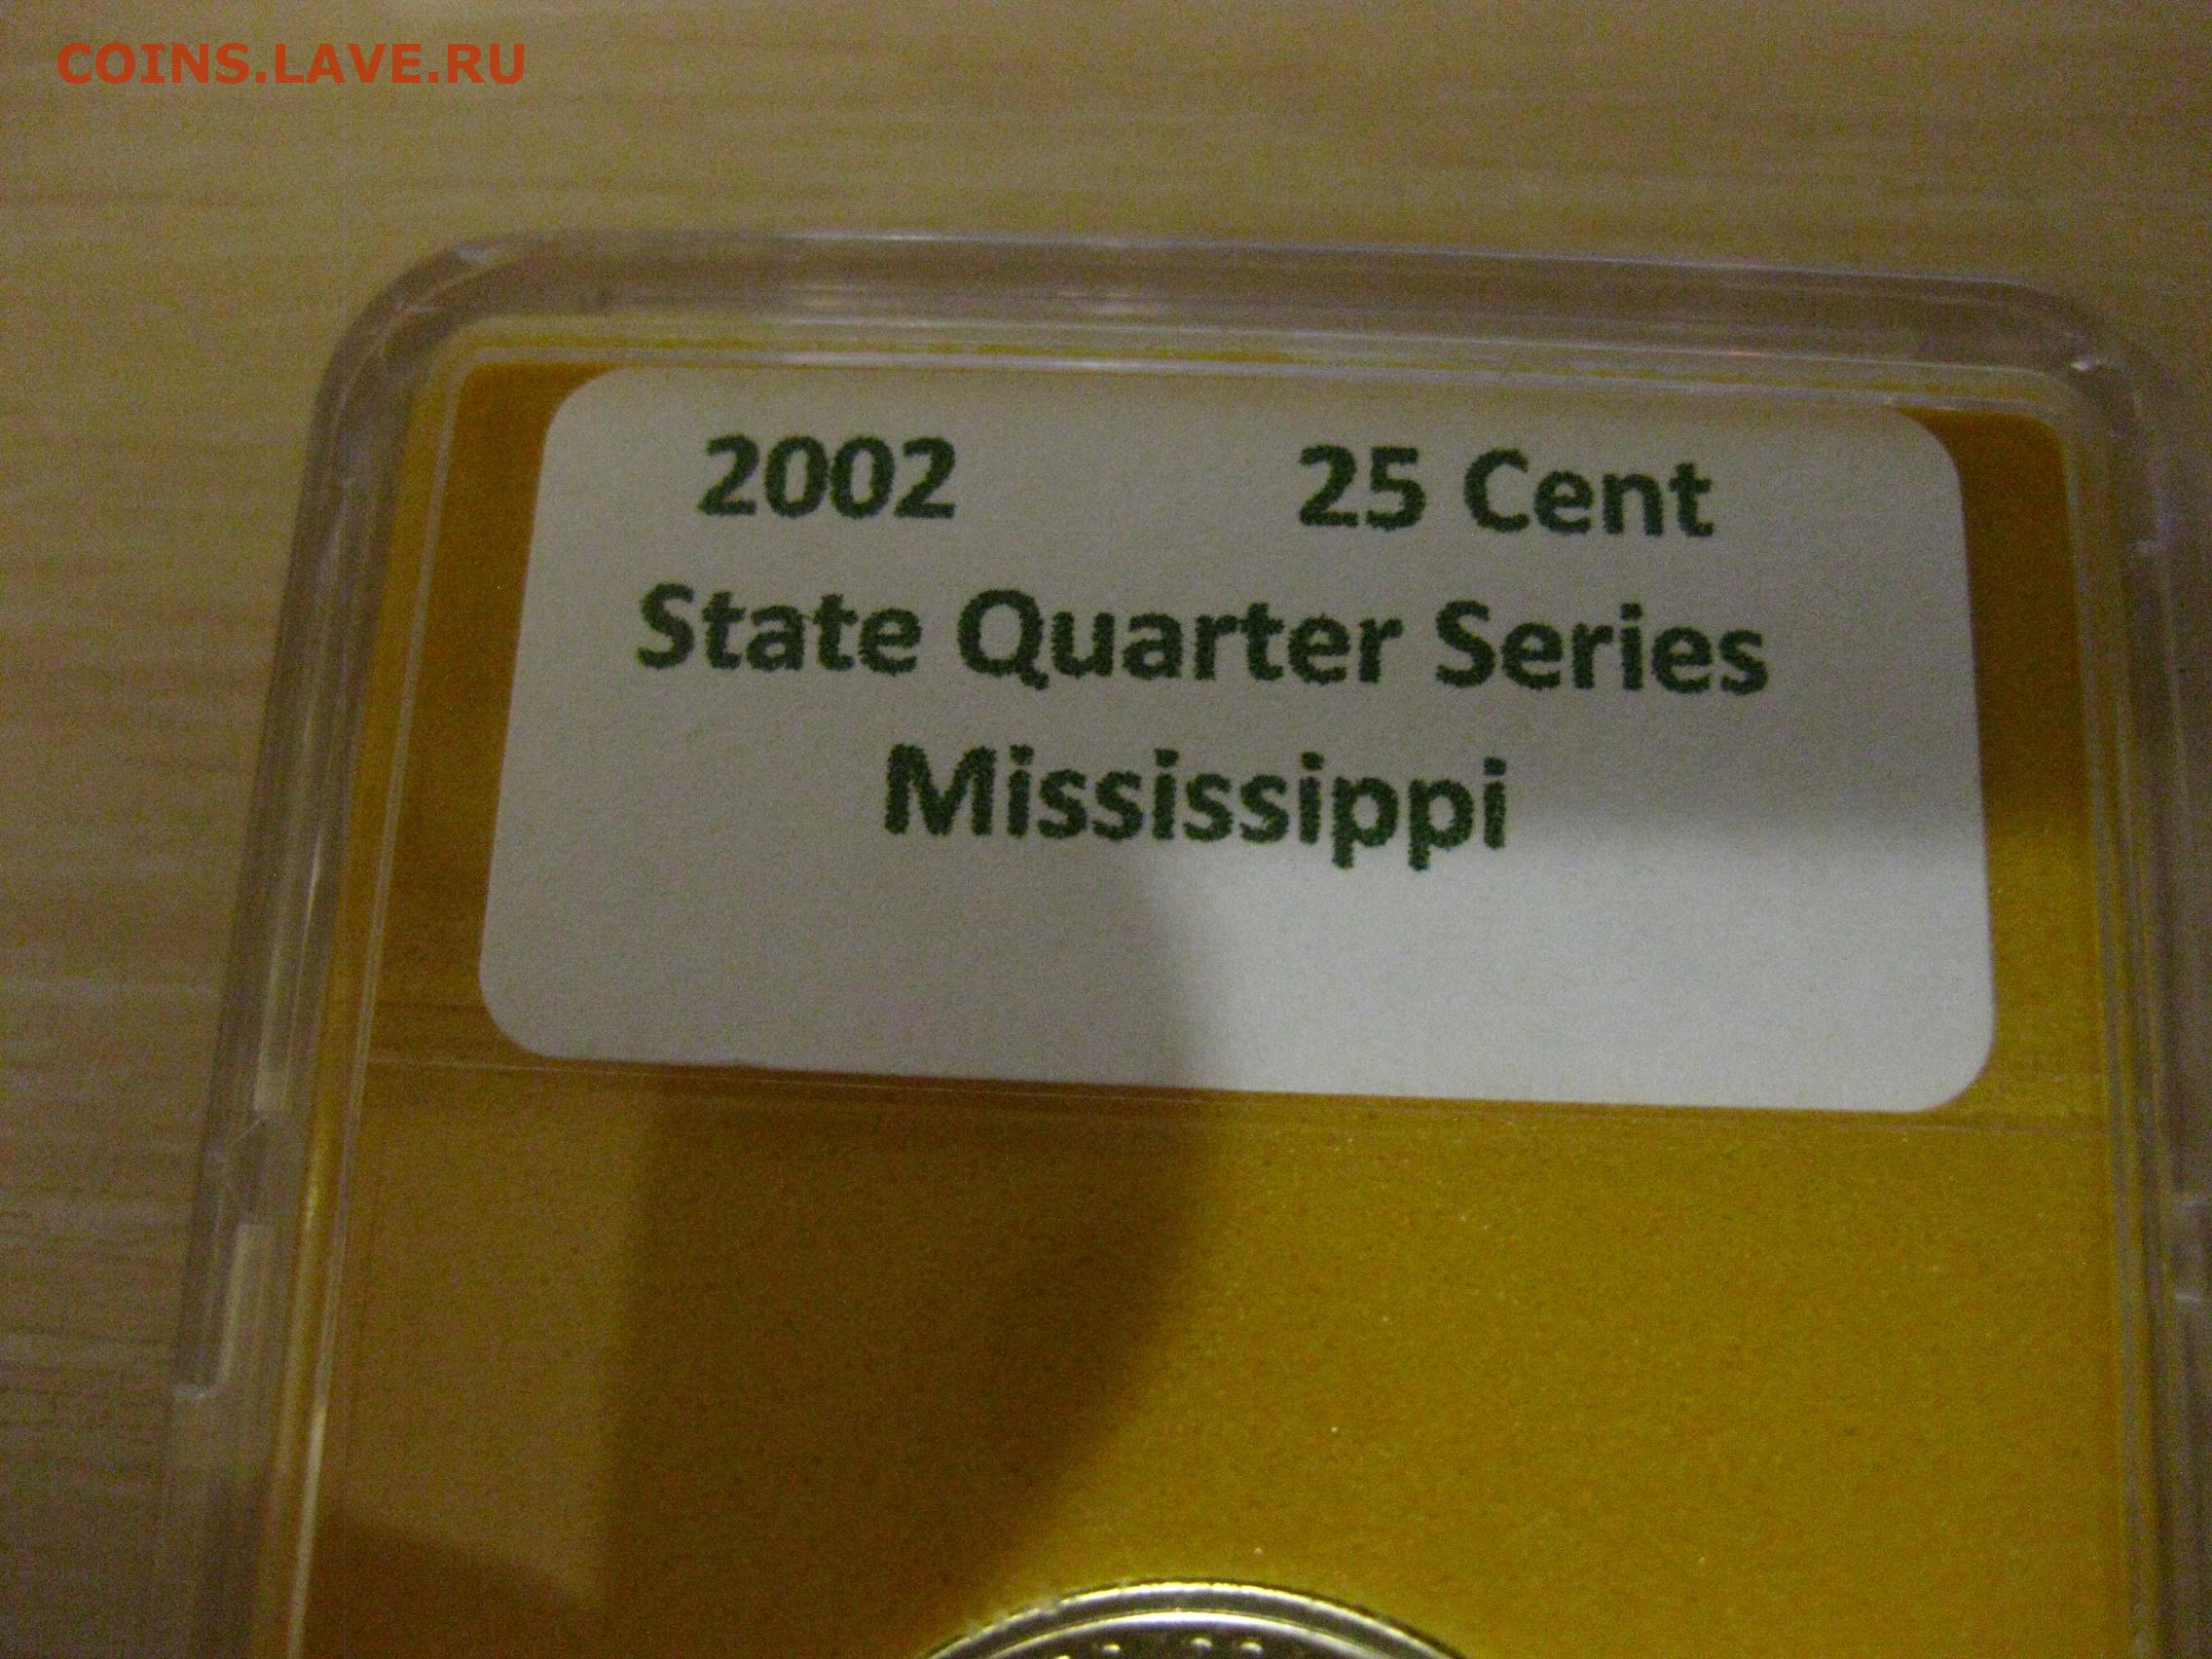 COINS.LAVE.RU
2002 25 Cent
State Quarter Series
Mississippi